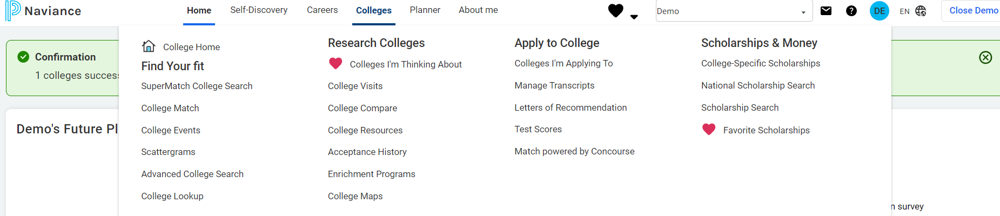 Naviance
Home Self-Discovery Careers Colleges Planner About me Demo DE EN Close Demo
Confirmation
1 colleges success
Demo's Future Pl
College Home
Find Your fit
SuperMatch College Search
College Match
College Events
Scattergrams
Advanced College Search
College Lookup
Research Colleges
Colleges I'm Thinking About
College Visits
College Compare
College Resources
Acceptance History
Enrichment Programs
College Maps
Apply to College
Colleges I'm Applying To
Manage Transcripts
Letters of Recommendation
Test Scores
Match powered by Concourse
Scholarships & Money
College-Specific Scholarships
National Scholarship Search
Scholarship Search
Favorite Scholarships
n survey